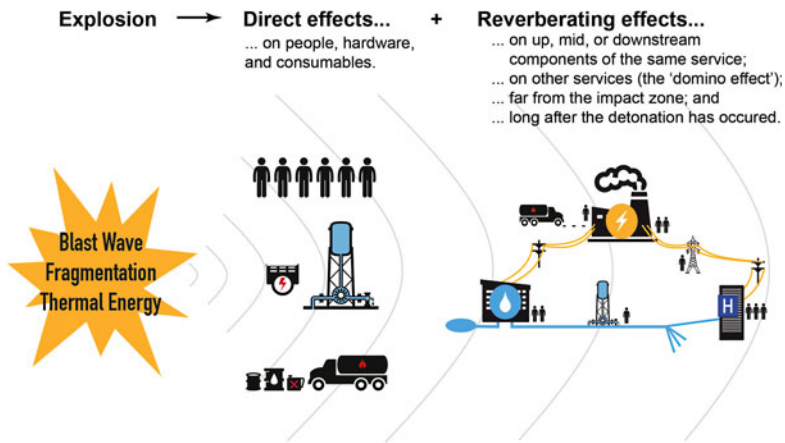 Explosion
Direct effects...
+
Reverberating effects...
... on people, hardware,
and consumables.
... on up, mid, or downstream
components of the same service;
... on other services (the ‘domino effect’);
... far from the impact zone; and
... long after the detonation has occured.
Blast Wave
Fragmentation
Thermal Energy
H